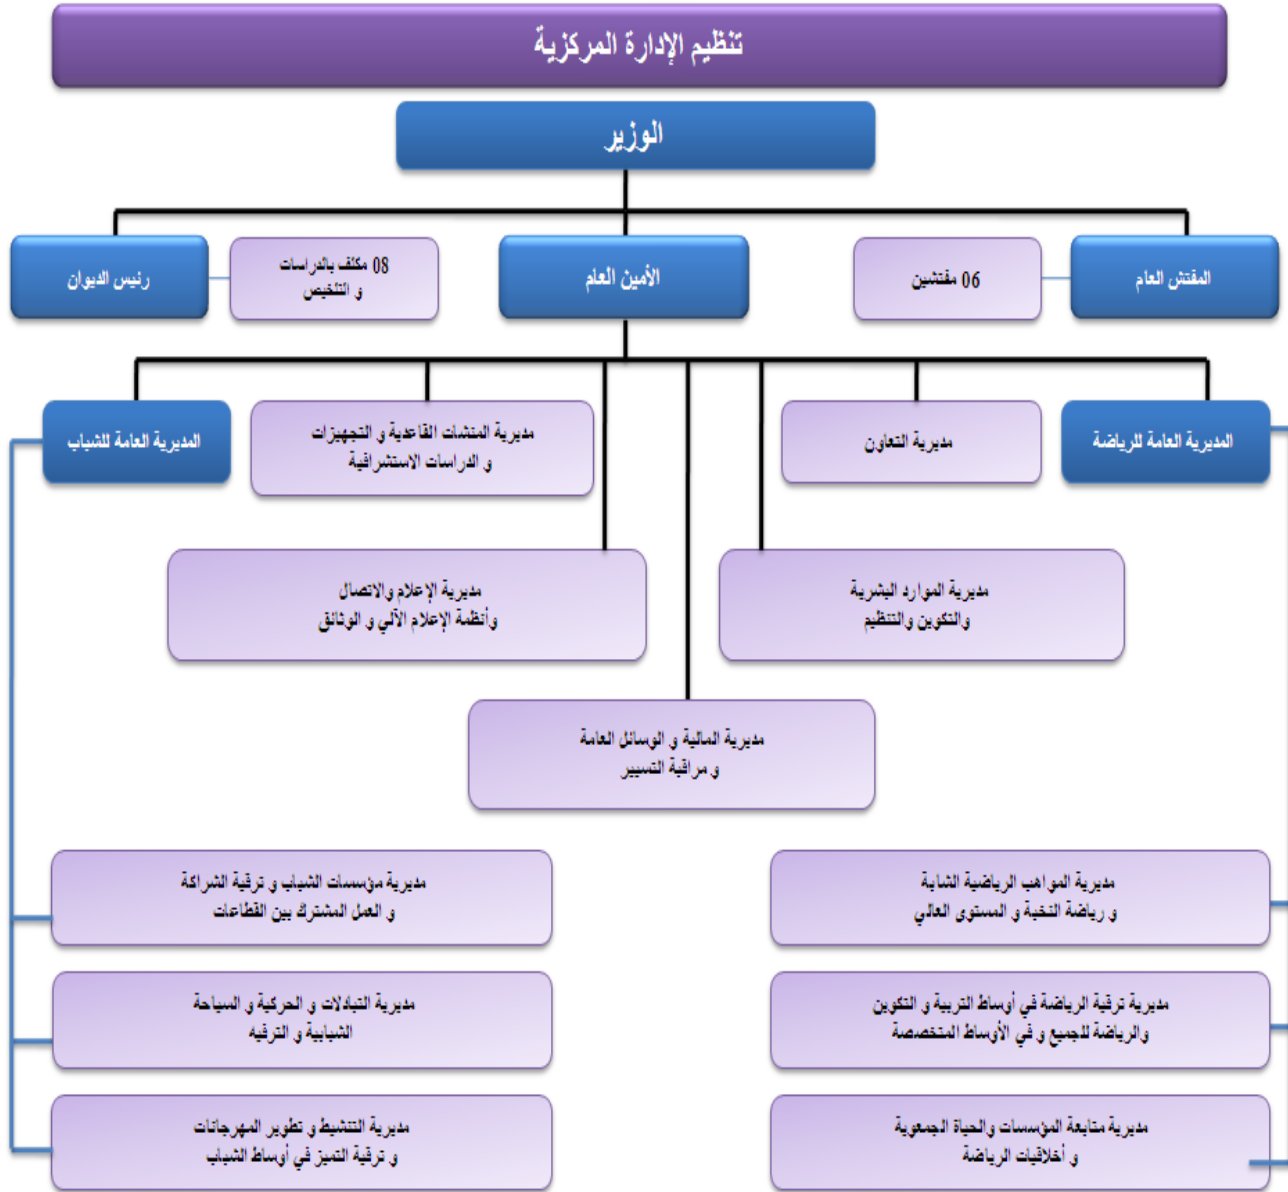 تنظيم الإدارة المركزية
الوزير
المفتش العام
06 مفتشين
الأمين العام
08 مكلف بالدراسات
و التلخيص
رئيس الديوان
المديرية العامة للرياضة
مديرية التعاون
مديرية المنشات القاعدية و التجهيزات
و الدراسات الاستشرافية
المديرية العامة للشباب
مديرية الموارد البشرية
والتكوين والتنظيم
مديرية الإعلام والاتصال
وأنظمة الإعلام الآلي و الوثائق
مديرية المالية و الوسائل العامة
و مراقبة التسيير
مديرية المواهب الرياضية الشابة
و رياضة النخبة و المستوى العالي
مديرية ترقية الرياضة في أوساط التربية و التكوين
والرياضة للجميع و في الأوساط المتخصصة
مديرية متابعة المؤسسات والحياة الجمعوية
و أخلاقيات الرياضة
مديرية مؤسسات الشباب و ترقية الشراكة
و العمل المشترك بين القطاعات
مديرية التبادلات و الحركية و السياحة
الشبابية و الترفيه
مديرية التنشيط و تطوير المهرجانات
و ترقية التميز في أوساط الشباب